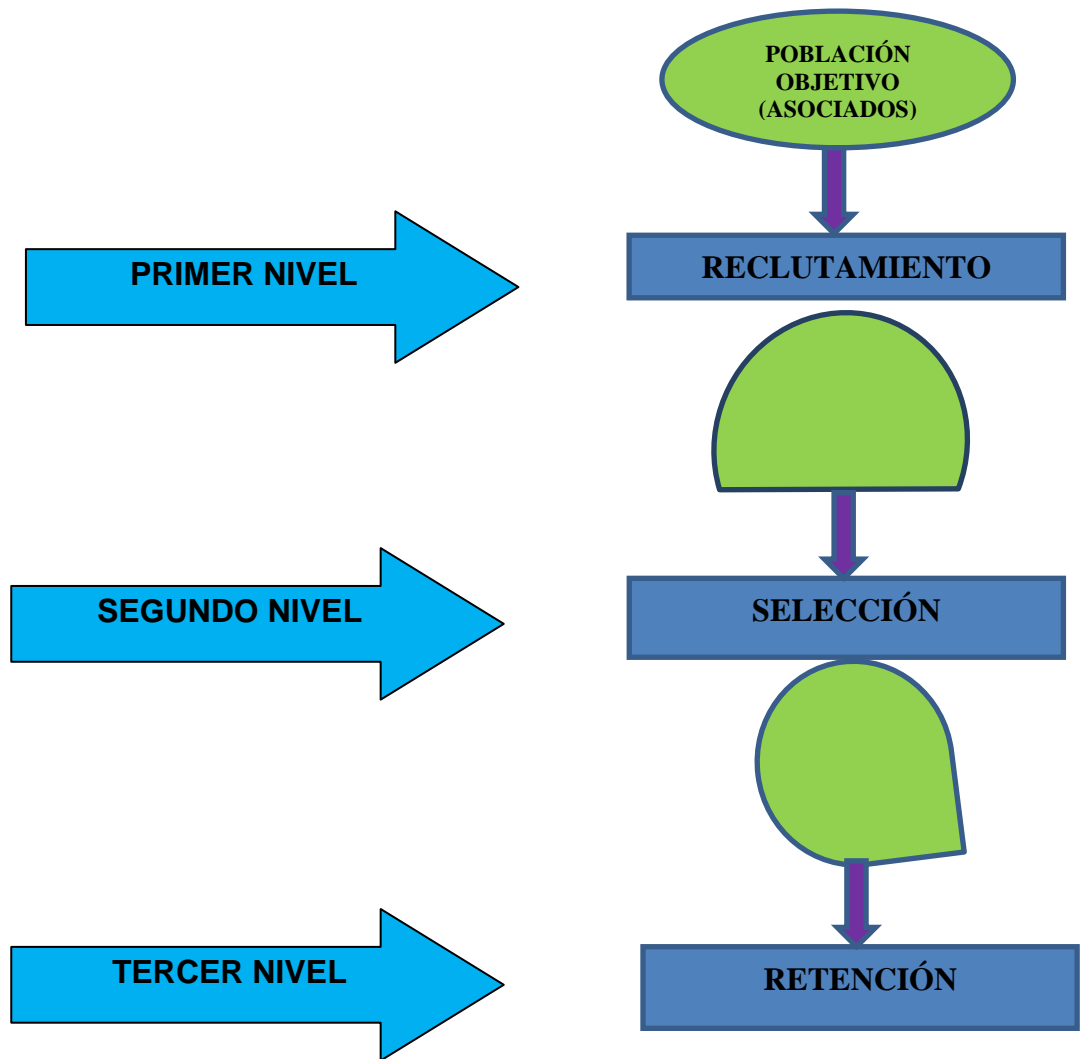 POBLACIÓN
OBJETIVO
(ASOCIADOS)
PRIMER NIVEL
RECLUTAMIENTO
SEGUNDO NIVEL
SELECCIÓN
TERCER NIVEL
RETENCIÓN